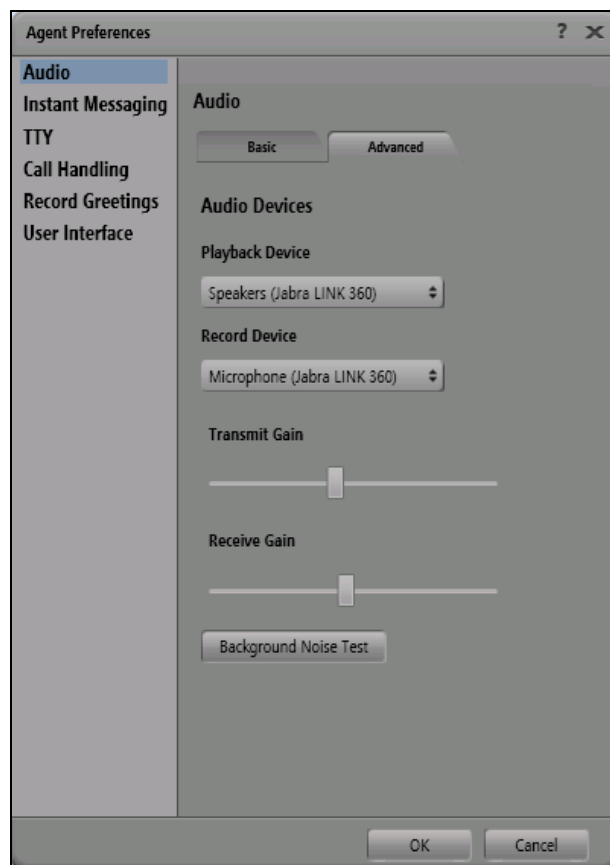 Agent Preferences ? X
Audio
Instant Messaging
TTY
Call Handling
Record Greetings
User Interface
Audio
Basic Advanced
Audio Devices
Playback Device
Speakers (Jabra LINK 360)
Record Device
Microphone (Jabra LINK 360)
Transmit Gain
Receive Gain
Background Noise Test
OK Cancel